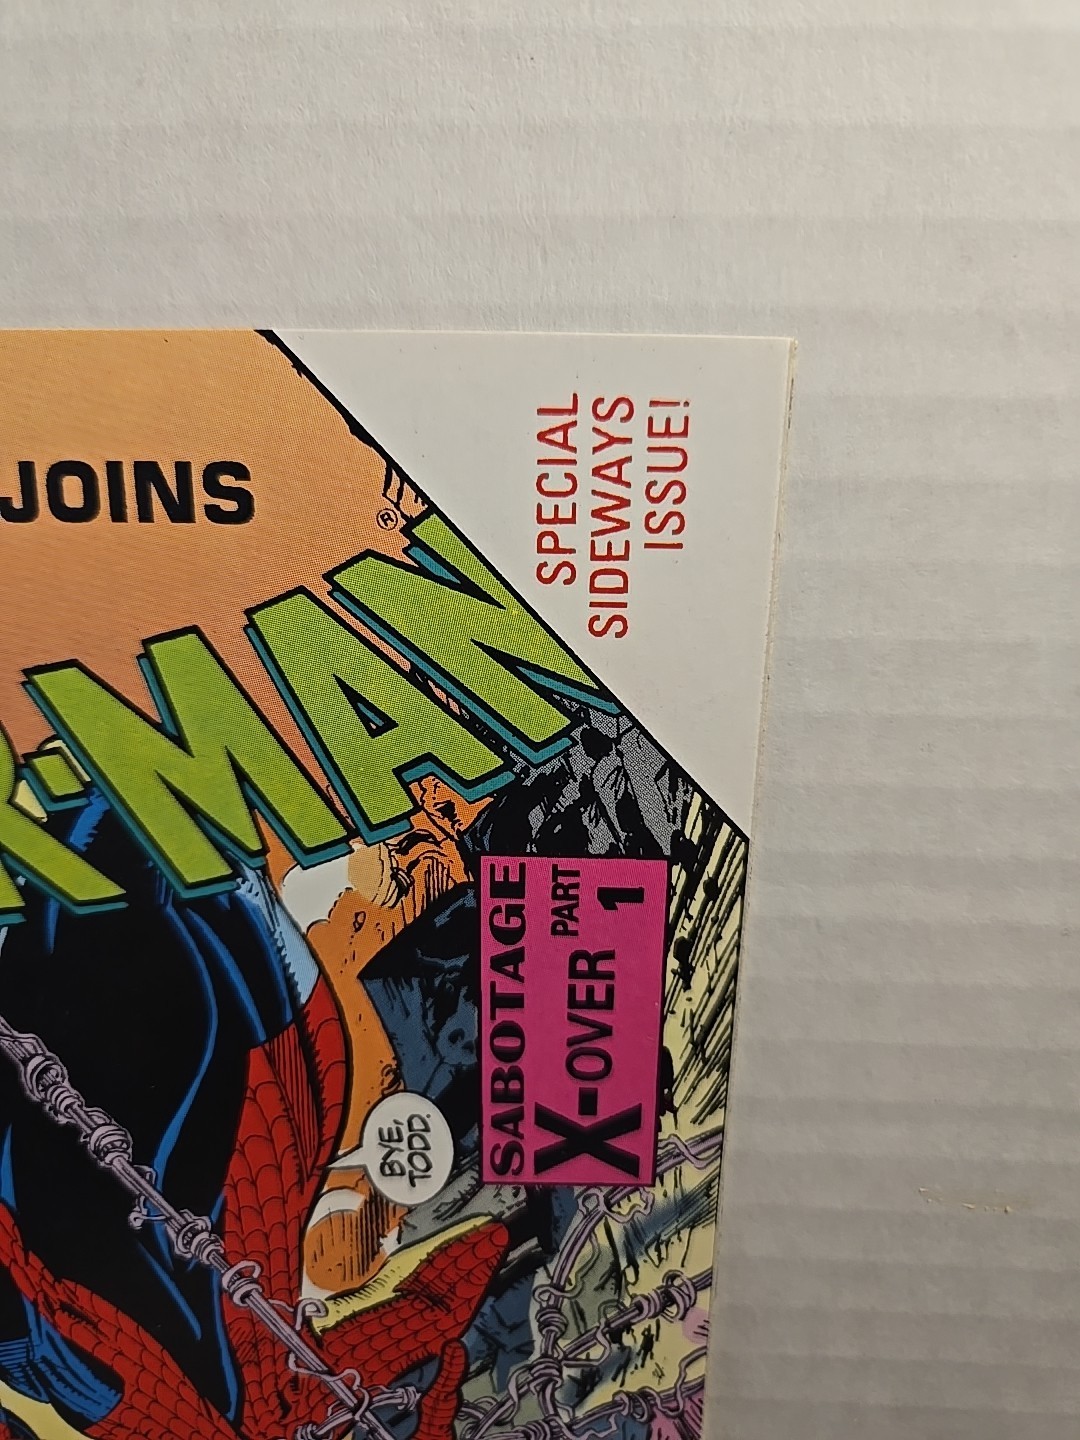 JOINS
®
R-MAN
SPECIAL
SIDEWAYS
ISSUE!
SABOTAGE
X-OVER PART 1
BYE,
TODD.